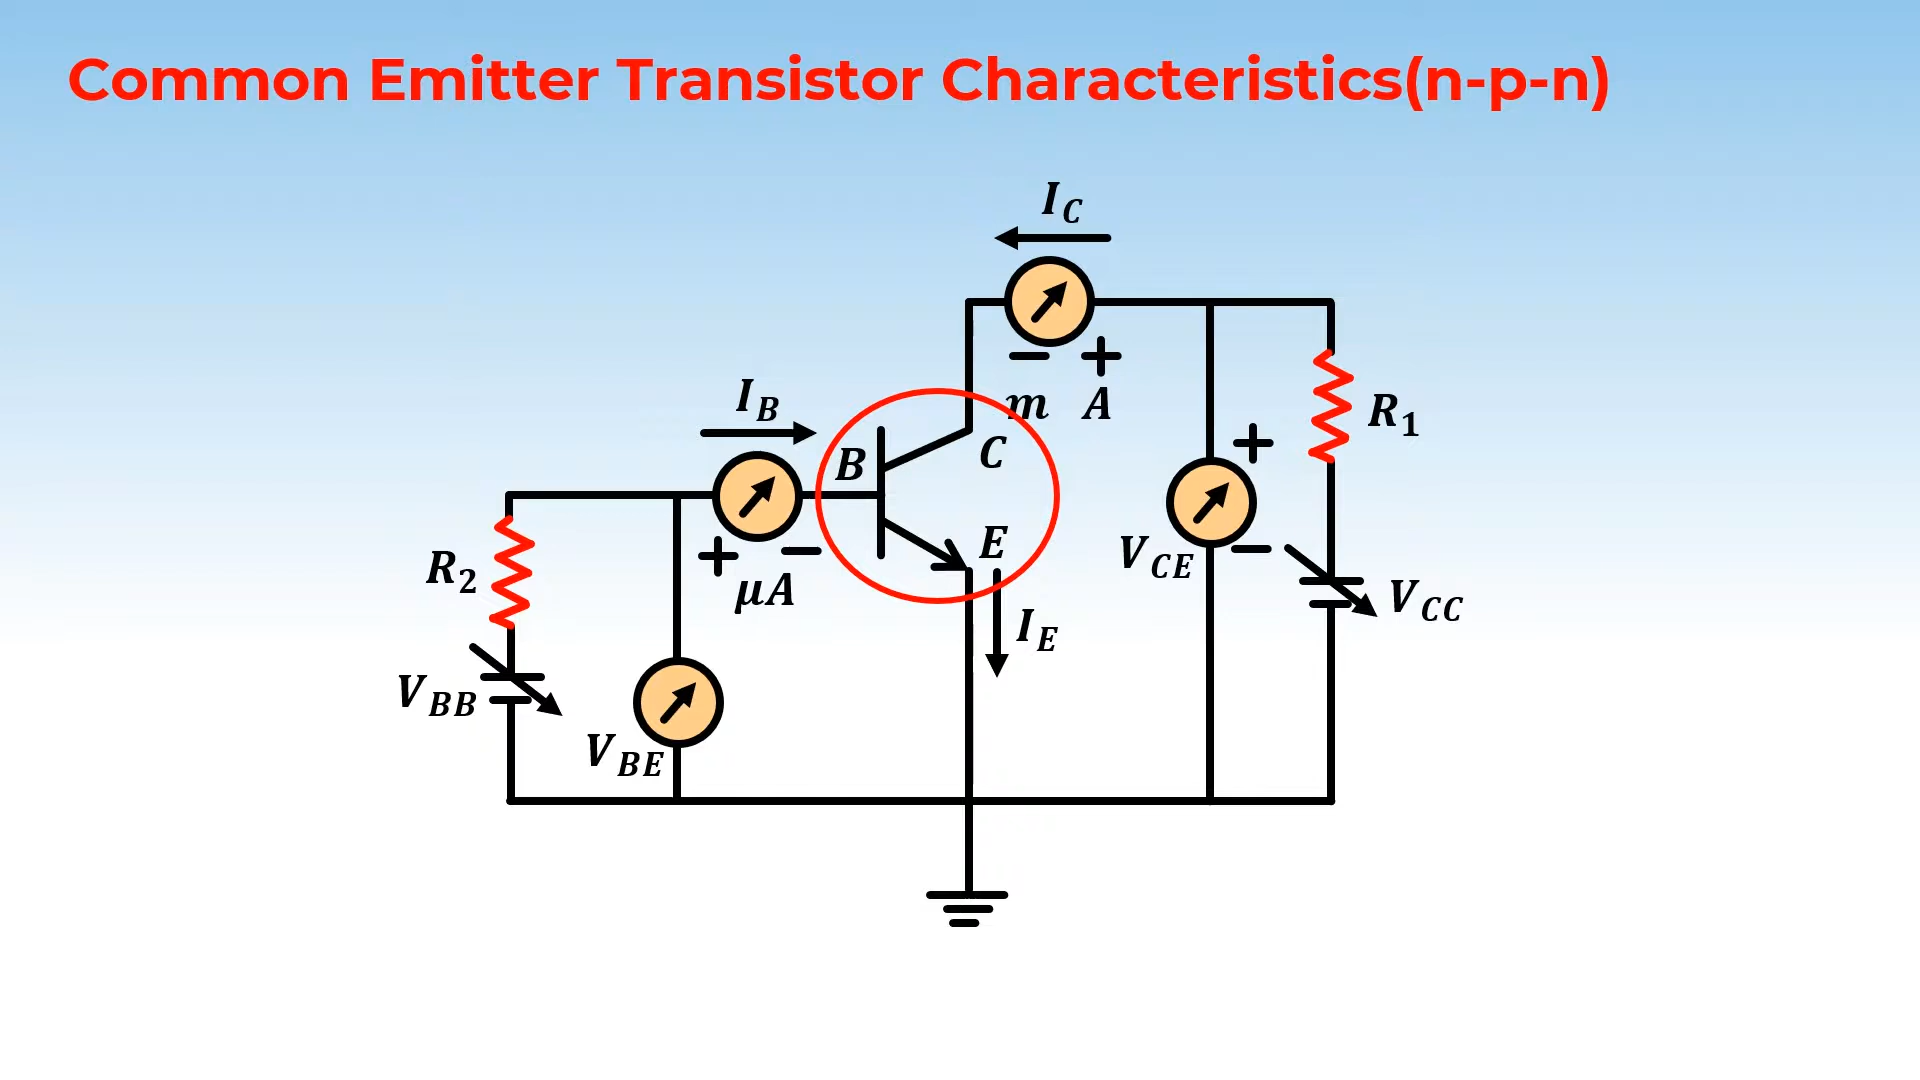 Common Emitter Transistor Characteristics(n-p-n)
I_C
− +
m A
I_B
B
C
+ −
μA
E
I_E
R_2
V_BB
V_BE
+
V_CE
−
R_1
V_CC